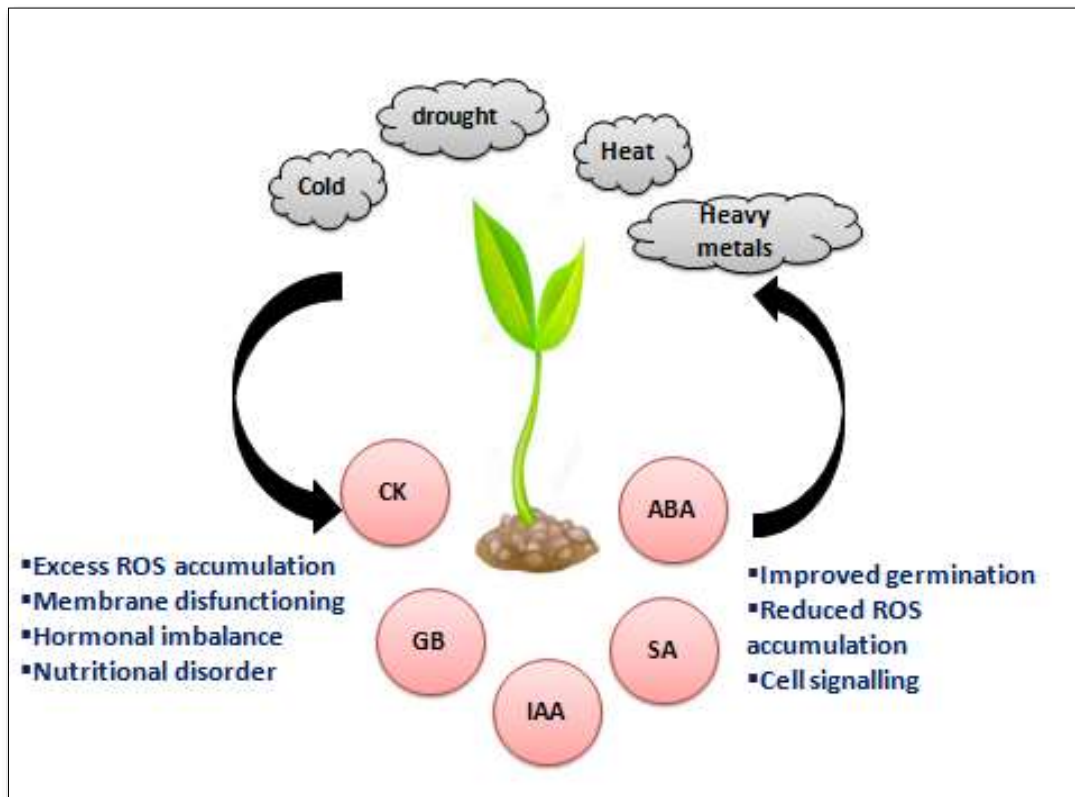 drought
Heat
Cold
Heavy
metals
CK
ABA
▪Excess ROS accumulation
▪Membrane disfunctioning
▪Hormonal imbalance
▪Nutritional disorder
GB
SA
IAA
▪Improved germination
▪Reduced ROS
accumulation
▪Cell signalling